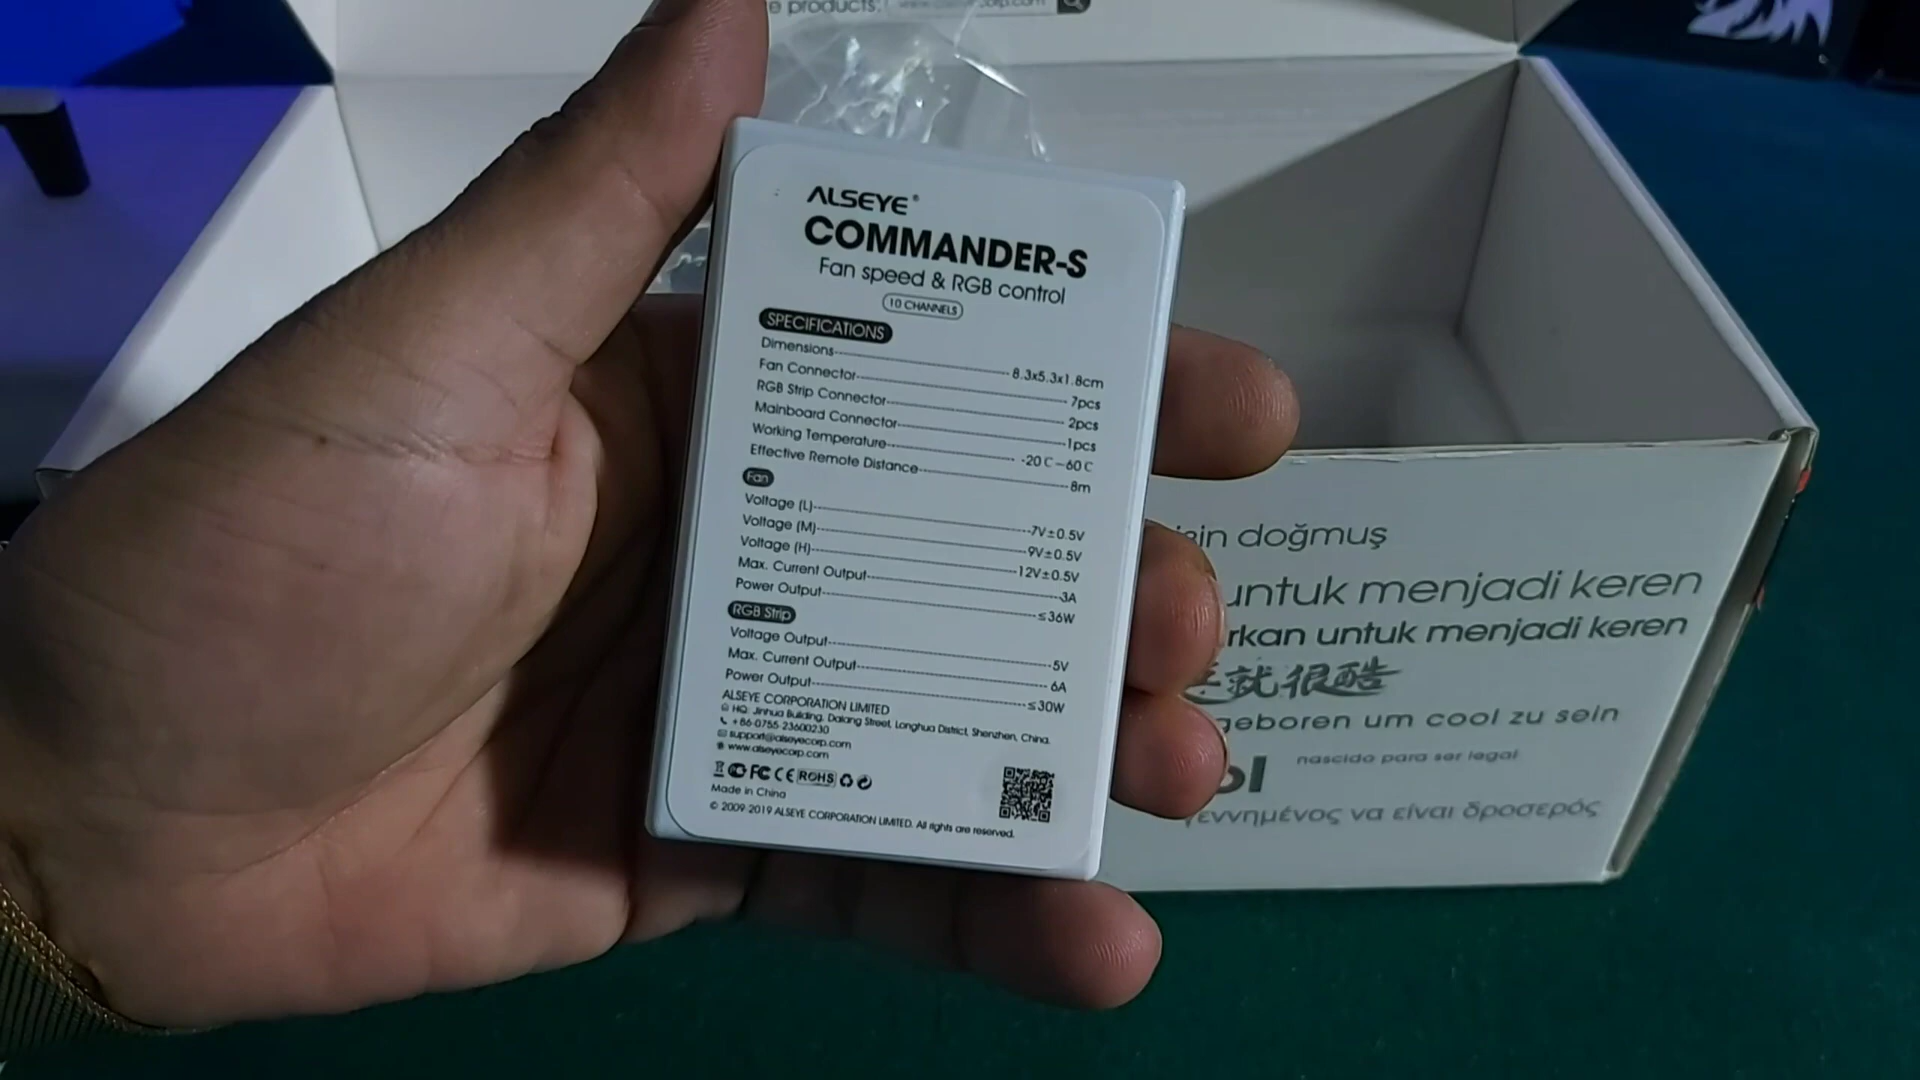 e products:
ALSEYE®
COMMANDER-S
Fan speed & RGB control
10 CHANNELS
SPECIFICATIONS
Dimensions 8.3x5.3x1.8cm
Fan Connector 7pcs
RGB Strip Connector 2pcs
Mainboard Connector 1pcs
Working Temperature -20℃~60℃
Effective Remote Distance 8m
Fan
Voltage (L) 7V±0.5V
Voltage (M) 9V±0.5V
Voltage (H) 12V±0.5V
Max. Current Output 3A
Power Output ≤36W
RGB Strip
Voltage Output 5V
Max. Current Output 6A
Power Output ≤30W
ALSEYE CORPORATION LIMITED
HQ: Jinhua Building, Dalang Street, Longhua District, Shenzhen, China.
+86-0755-23600230
support@alseyecorp.com
www.alseyecorp.com
FC CE ROHS
Made in China
© 2009-2019 ALSEYE CORPORATION LIMITED. All rights are reserved.
için doğmuş
untuk menjadi keren
rkan untuk menjadi keren
就很酷
geboren um cool zu sein
ol
nascido para ser legal
γεννημένος να είναι δροσερός